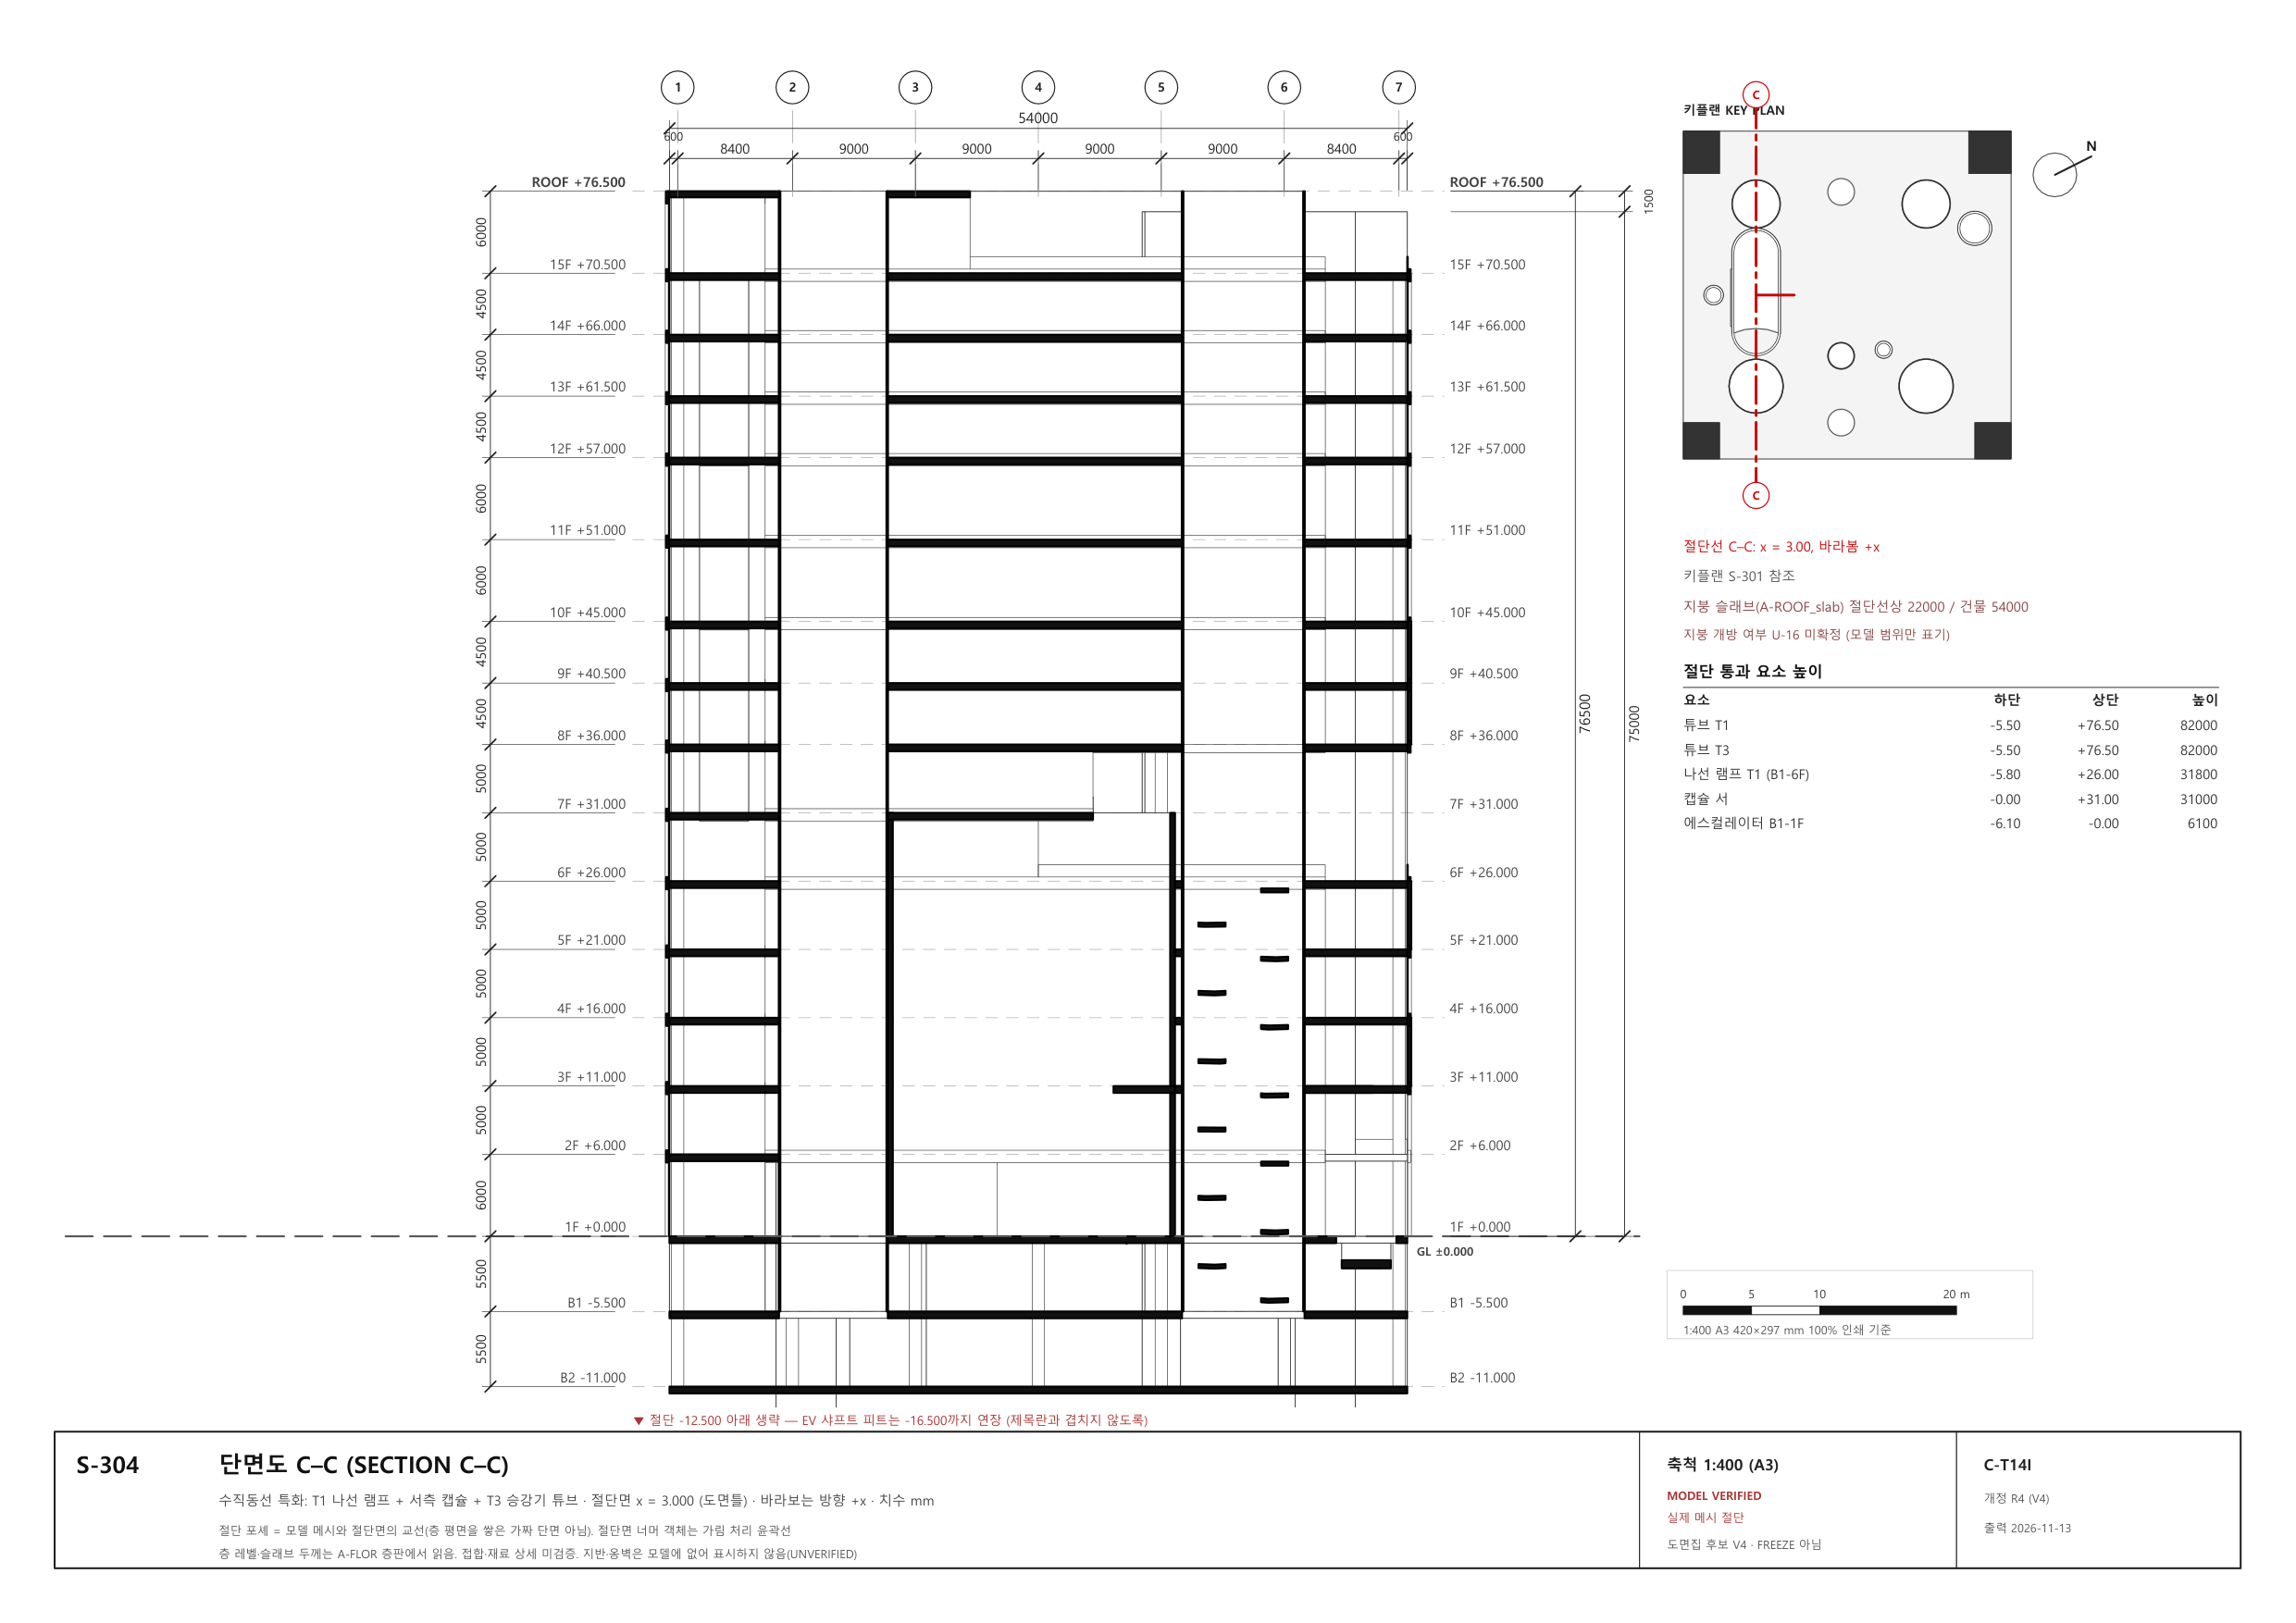 1 2 3 4 5 6 7
54000
600 600
8400 9000 9000 9000 9000 8400
ROOF +76.500
15F +70.500
14F +66.000
13F +61.500
12F +57.000
11F +51.000
10F +45.000
9F +40.500
8F +36.000
7F +31.000
6F +26.000
5F +21.000
4F +16.000
3F +11.000
2F +6.000
1F +0.000
B1 -5.500
B2 -11.000
6000
4500
4500
4500
6000
6000
4500
4500
5000
5000
5000
5000
5000
5000
6000
5500
5500
ROOF +76.500
15F +70.500
14F +66.000
13F +61.500
12F +57.000
11F +51.000
10F +45.000
9F +40.500
8F +36.000
7F +31.000
6F +26.000
5F +21.000
4F +16.000
3F +11.000
2F +6.000
1F +0.000
GL ±0.000
B1 -5.500
B2 -11.000
76500
75000
1500
▼ 절단 -12.500 아래 생략 — EV 샤프트 피트는 -16.500까지 연장 (제목란과 겹치지 않도록)
C
키플랜 KEY PLAN
N
C
절단선 C–C: x = 3.00, 바라봄 +x
키플랜 S-301 참조
지붕 슬래브(A-ROOF_slab) 절단선상 22000 / 건물 54000
지붕 개방 여부 U-16 미확정 (모델 범위만 표기)
절단 통과 요소 높이
요소 하단 상단 높이
튜브 T1 -5.50 +76.50 82000
튜브 T3 -5.50 +76.50 82000
나선 램프 T1 (B1-6F) -5.80 +26.00 31800
캡슐 서 -0.00 +31.00 31000
에스컬레이터 B1-1F -6.10 -0.00 6100
0 5 10 20 m
1:400 A3 420×297 mm 100% 인쇄 기준
S-304
단면도 C–C (SECTION C–C)
수직동선 특화: T1 나선 램프 + 서측 캡슐 + T3 승강기 튜브 · 절단면 x = 3.000 (도면틀) · 바라보는 방향 +x · 치수 mm
절단 포셰 = 모델 메시와 절단면의 교선(층 평면을 쌓은 가짜 단면 아님). 절단면 너머 객체는 가림 처리 윤곽선
층 레벨·슬래브 두께는 A-FLOR 층판에서 읽음. 접합·재료 상세 미검증. 지반·옹벽은 모델에 없어 표시하지 않음(UNVERIFIED)
축척 1:400 (A3)
MODEL VERIFIED
실제 메시 절단
도면집 후보 V4 · FREEZE 아님
C-T14I
개정 R4 (V4)
출력 2026-11-13